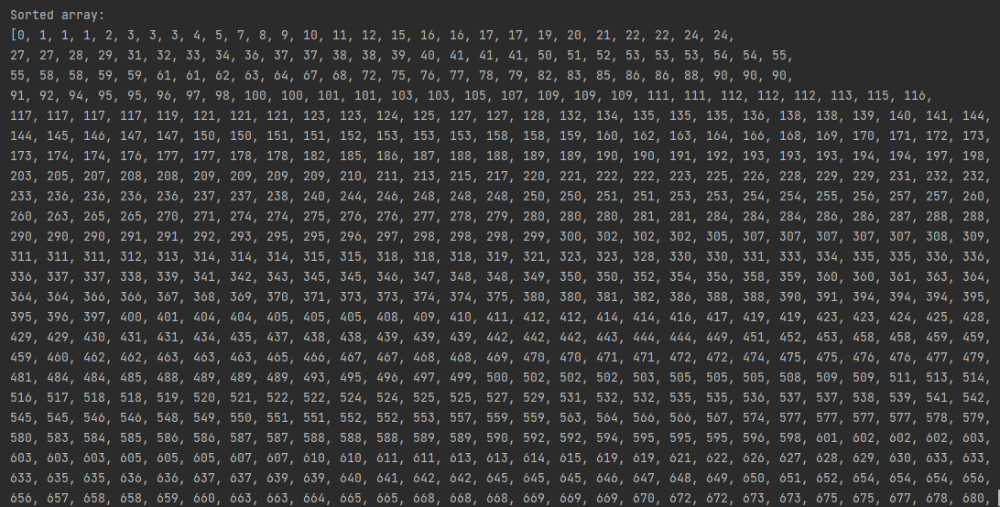 Sorted array:
[0, 1, 1, 1, 2, 3, 3, 3, 4, 5, 7, 8, 9, 10, 11, 12, 15, 16, 16, 17, 17, 19, 20, 21, 22, 22, 24, 24,
27, 27, 28, 29, 31, 32, 33, 34, 36, 37, 37, 38, 38, 39, 40, 41, 41, 41, 50, 51, 52, 53, 53, 53, 54, 54, 55,
55, 58, 58, 59, 59, 61, 61, 62, 63, 64, 67, 68, 72, 75, 76, 77, 78, 79, 82, 83, 85, 86, 86, 88, 90, 90, 90,
91, 92, 94, 95, 95, 96, 97, 98, 100, 100, 101, 101, 103, 103, 105, 107, 109, 109, 109, 111, 111, 112, 112, 112, 113, 115, 116,
117, 117, 117, 117, 119, 121, 121, 121, 123, 123, 124, 125, 127, 127, 128, 132, 134, 135, 135, 135, 136, 138, 138, 139, 140, 141, 144,
144, 145, 146, 147, 147, 150, 150, 151, 151, 152, 153, 153, 153, 158, 158, 159, 160, 162, 163, 164, 166, 168, 169, 170, 171, 172, 173,
173, 174, 174, 176, 177, 177, 178, 178, 182, 185, 186, 187, 188, 188, 189, 189, 190, 190, 191, 192, 193, 193, 193, 194, 194, 197, 198,
203, 205, 207, 208, 208, 209, 209, 209, 209, 210, 211, 213, 215, 217, 220, 221, 222, 222, 223, 225, 226, 228, 229, 229, 231, 232, 232,
233, 236, 236, 236, 236, 237, 237, 238, 240, 244, 246, 248, 248, 248, 250, 250, 251, 251, 253, 253, 254, 254, 255, 256, 257, 257, 260,
260, 263, 265, 265, 270, 271, 274, 274, 275, 276, 276, 277, 278, 279, 280, 280, 280, 281, 281, 284, 284, 284, 286, 286, 287, 288, 288,
290, 290, 290, 291, 291, 292, 293, 295, 295, 296, 297, 298, 298, 298, 299, 300, 302, 302, 302, 305, 307, 307, 307, 307, 307, 308, 309,
311, 311, 311, 312, 313, 314, 314, 314, 315, 315, 318, 318, 318, 319, 321, 323, 323, 328, 330, 330, 331, 333, 334, 335, 335, 336, 336,
336, 337, 337, 338, 339, 341, 342, 343, 345, 345, 346, 347, 348, 348, 349, 350, 350, 352, 354, 356, 358, 359, 360, 360, 361, 363, 364,
364, 364, 366, 366, 367, 368, 369, 370, 371, 373, 373, 374, 374, 375, 380, 380, 381, 382, 386, 388, 388, 390, 391, 394, 394, 394, 395,
395, 396, 397, 400, 401, 404, 404, 405, 405, 405, 408, 409, 410, 411, 412, 412, 414, 414, 416, 417, 419, 419, 423, 423, 424, 425, 428,
429, 429, 430, 431, 431, 434, 435, 437, 438, 438, 439, 439, 439, 442, 442, 442, 443, 444, 444, 449, 451, 452, 453, 458, 458, 459, 459,
459, 460, 462, 462, 463, 463, 463, 465, 466, 467, 467, 468, 468, 469, 470, 470, 471, 471, 472, 472, 474, 475, 475, 476, 476, 477, 479,
481, 484, 484, 485, 488, 489, 489, 489, 493, 495, 496, 497, 499, 500, 502, 502, 502, 503, 505, 505, 505, 508, 509, 509, 511, 513, 514,
516, 517, 518, 518, 519, 520, 521, 522, 522, 524, 524, 525, 525, 527, 529, 531, 532, 532, 535, 535, 536, 537, 537, 538, 539, 541, 542,
545, 545, 546, 546, 548, 549, 550, 551, 551, 552, 552, 553, 557, 559, 559, 563, 564, 566, 566, 567, 574, 577, 577, 577, 577, 578, 579,
580, 583, 584, 585, 586, 586, 587, 587, 588, 588, 588, 589, 589, 590, 592, 592, 594, 595, 595, 595, 596, 598, 601, 602, 602, 602, 603,
603, 603, 603, 605, 605, 605, 607, 607, 610, 610, 611, 611, 613, 613, 614, 615, 619, 619, 621, 622, 626, 627, 628, 629, 630, 633, 633,
633, 635, 635, 636, 636, 637, 637, 639, 639, 640, 641, 642, 642, 645, 645, 645, 646, 647, 648, 649, 650, 651, 652, 654, 654, 654, 656,
656, 657, 658, 658, 659, 660, 663, 663, 664, 665, 665, 668, 668, 668, 669, 669, 669, 670, 672, 672, 673, 673, 675, 675, 677, 678, 680,